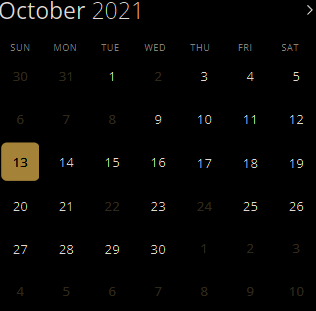 October 2021
SUN MON TUE WED THU FRI SAT
30 31 1 2 3 4 5
6 7 8 9 10 11 12
13 14 15 16 17 18 19
20 21 22 23 24 25 26
27 28 29 30 1 2 3
4 5 6 7 8 9 10